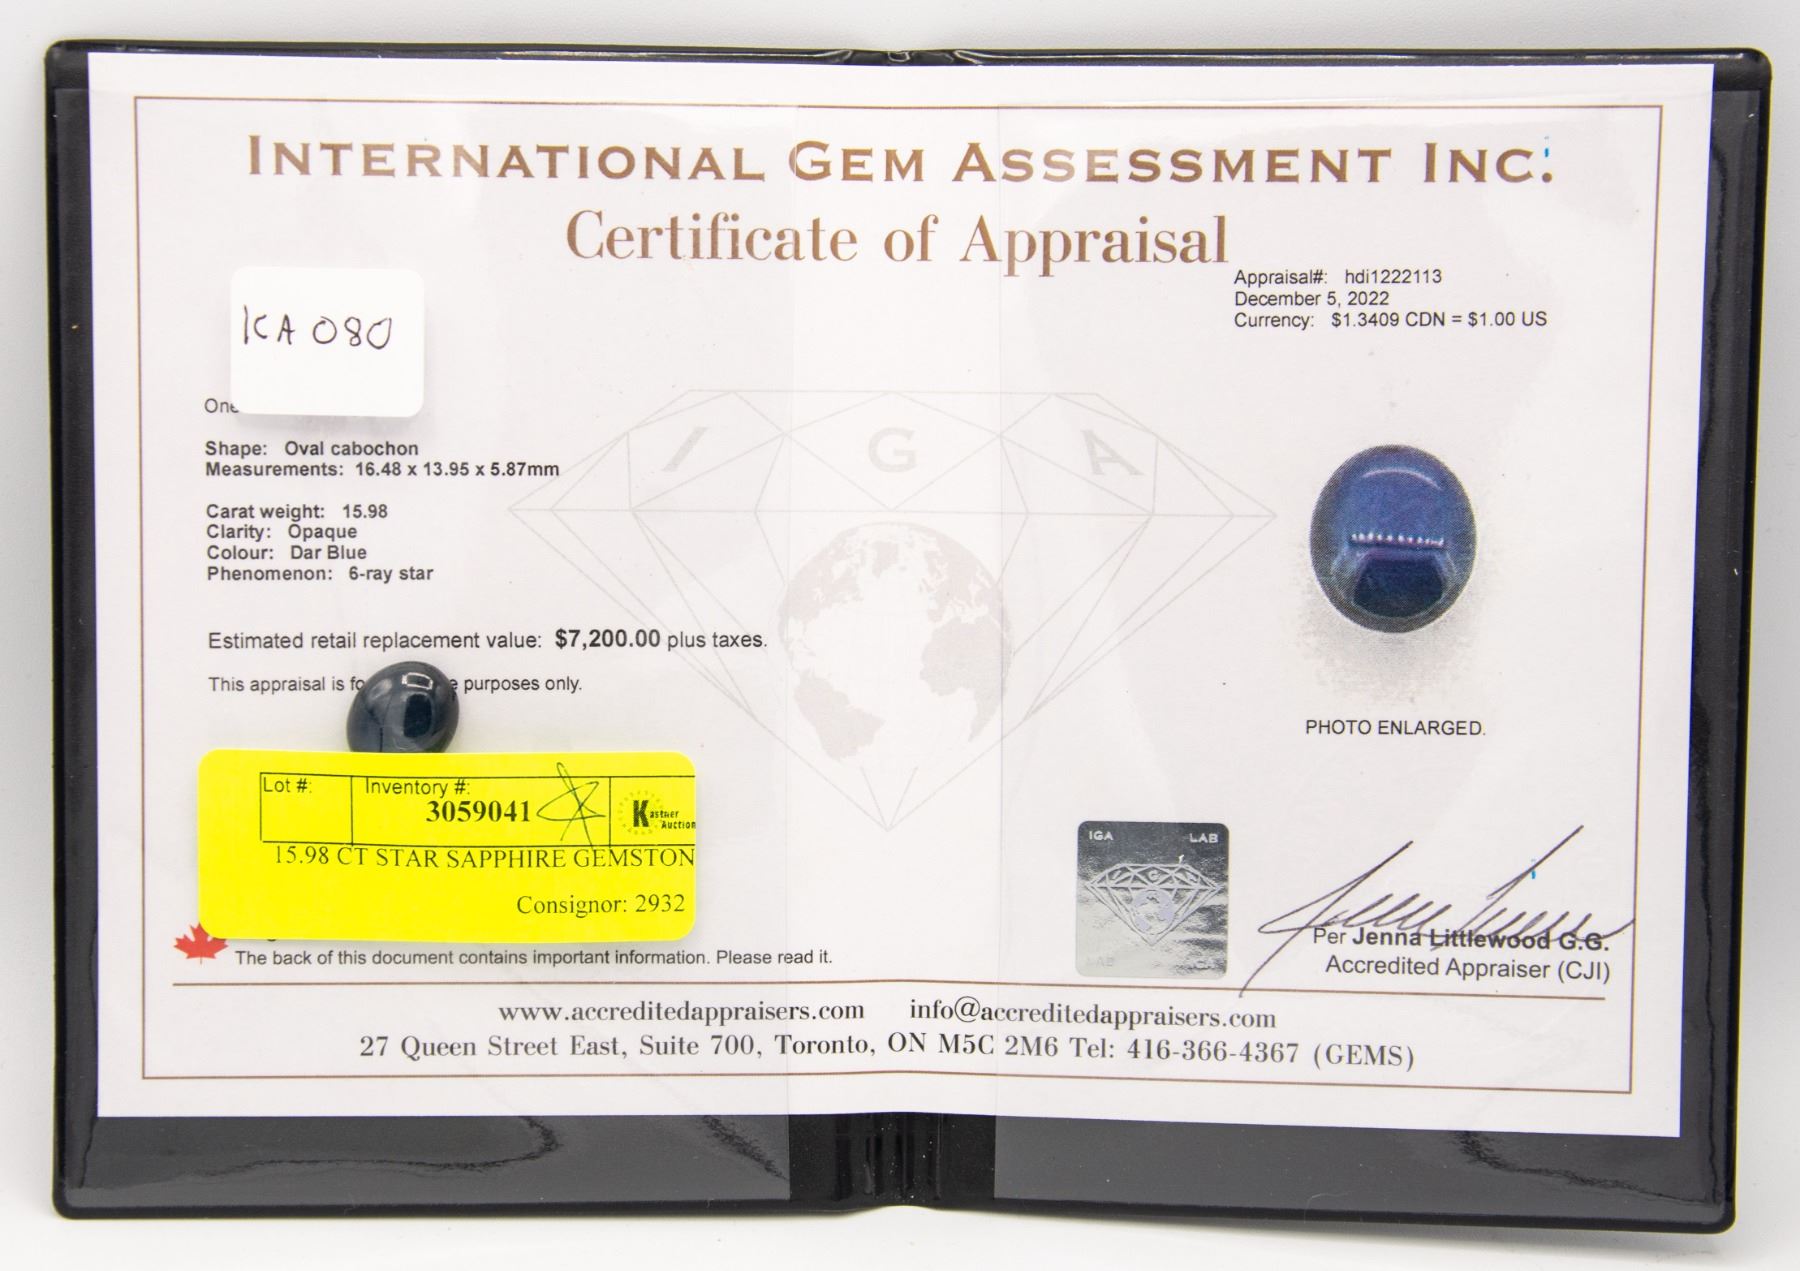 INTERNATIONAL GEM ASSESSMENT INC.
Certificate of Appraisal
Appraisal#: hdi1222113
December 5, 2022
Currency: $1.3409 CDN = $1.00 US
KA 080
One
Shape: Oval cabochon
Measurements: 16.48 x 13.95 x 5.87mm
I G A
Carat weight: 15.98
Clarity: Opaque
Colour: Dar Blue
Phenomenon: 6-ray star
Estimated retail replacement value: $7,200.00 plus taxes.
This appraisal is purposes only.
PHOTO ENLARGED.
Lot #: Inventory #:
3059041
Kastner Auction
15.98 CT STAR SAPPHIRE GEMSTON
Consignor: 2932
IGA LAB
IGA
LAB
Per Jenna Littlewood G.G.
Accredited Appraiser (CJI)
The back of this document contains important information. Please read it.
www.accreditedappraisers.com info@accreditedappraisers.com
27 Queen Street East, Suite 700, Toronto, ON M5C 2M6 Tel: 416-366-4367 (GEMS)